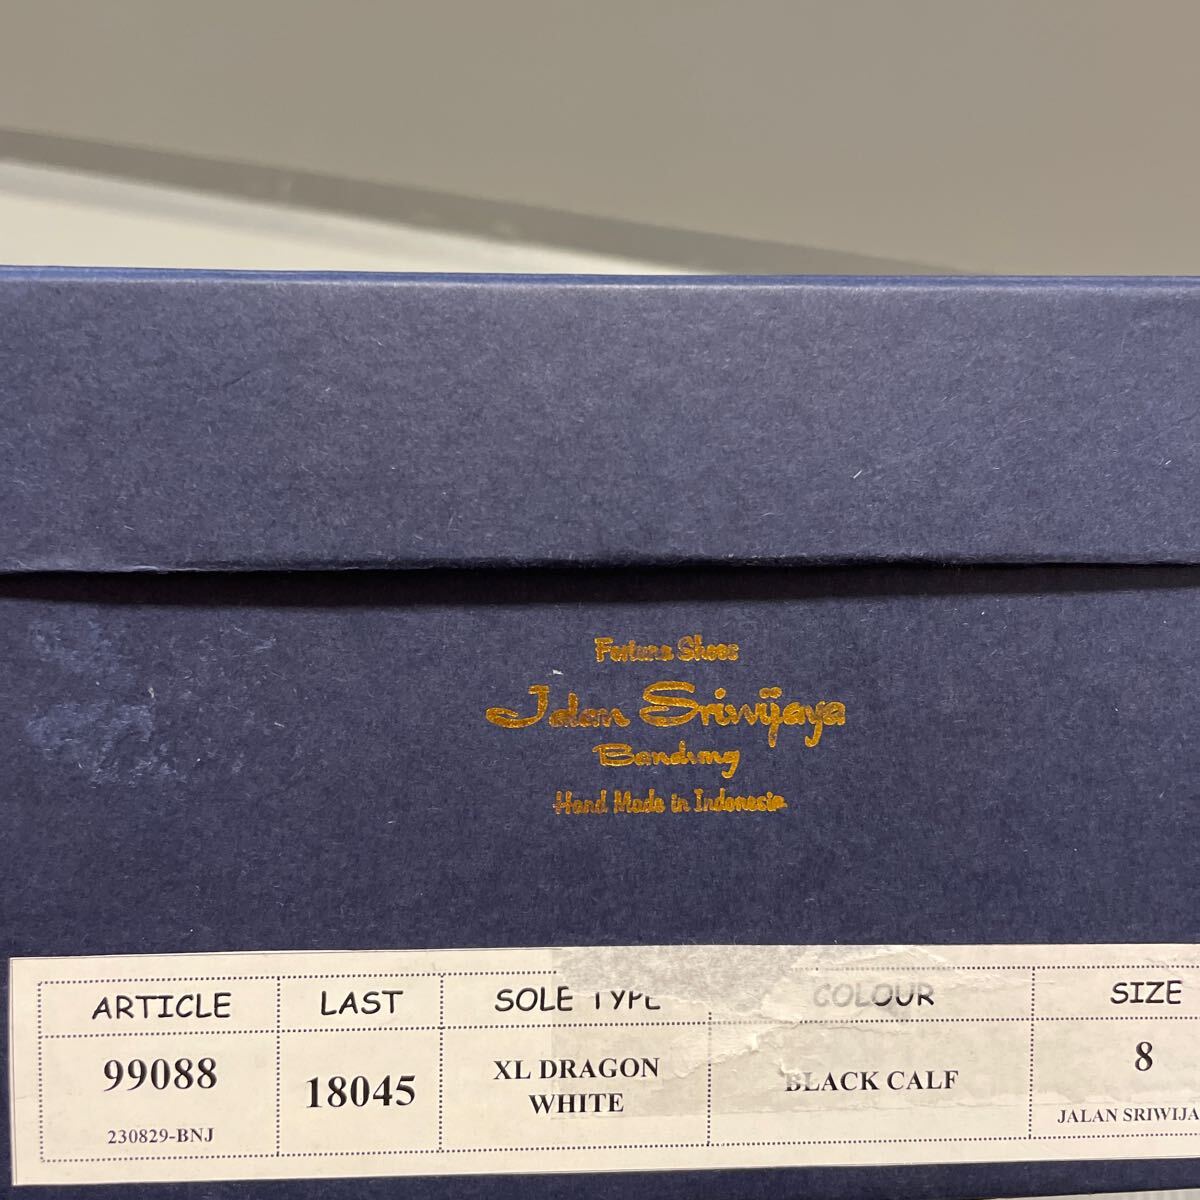 Fortuna Shoes
Jalan Sriwijaya
Bandung
Hand Made in Indonesia
ARTICLE LAST SOLE TYPE COLOUR SIZE
99088 18045 XL DRAGON WHITE BLACK CALF 8
230829-BNJ JALAN SRIWIJA